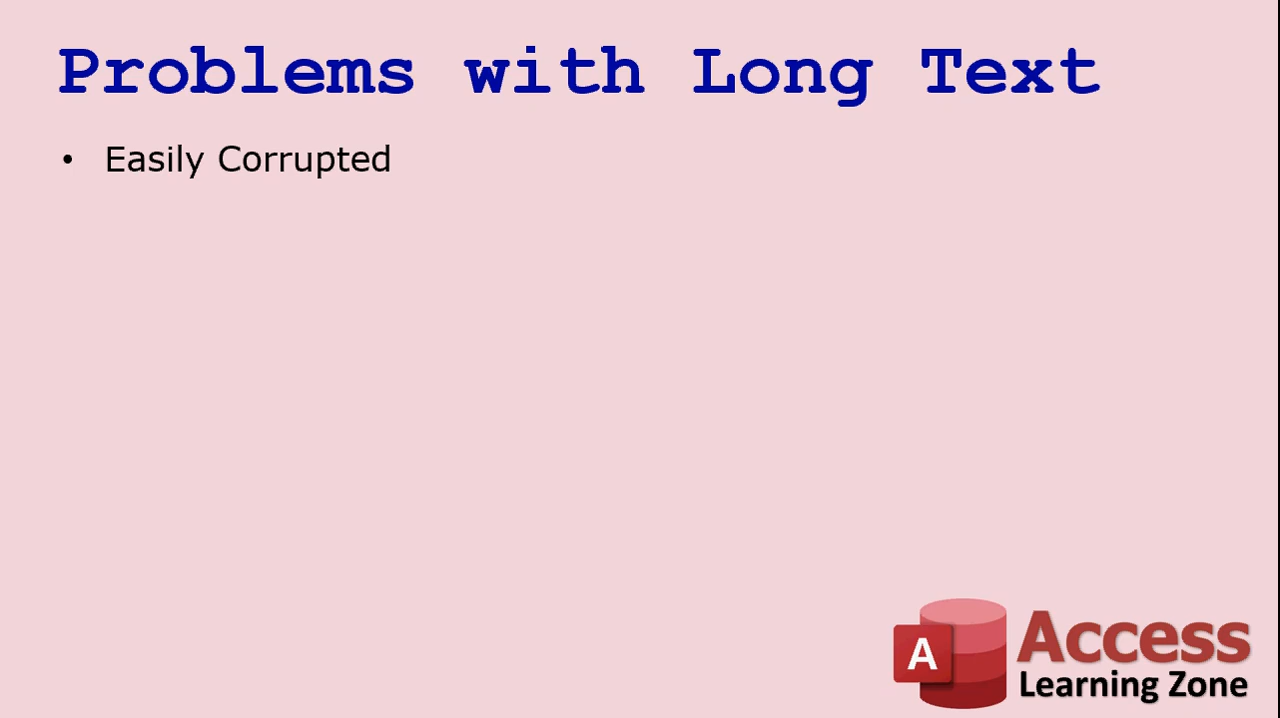 Problems with Long Text
• Easily Corrupted
A
Access
Learning Zone